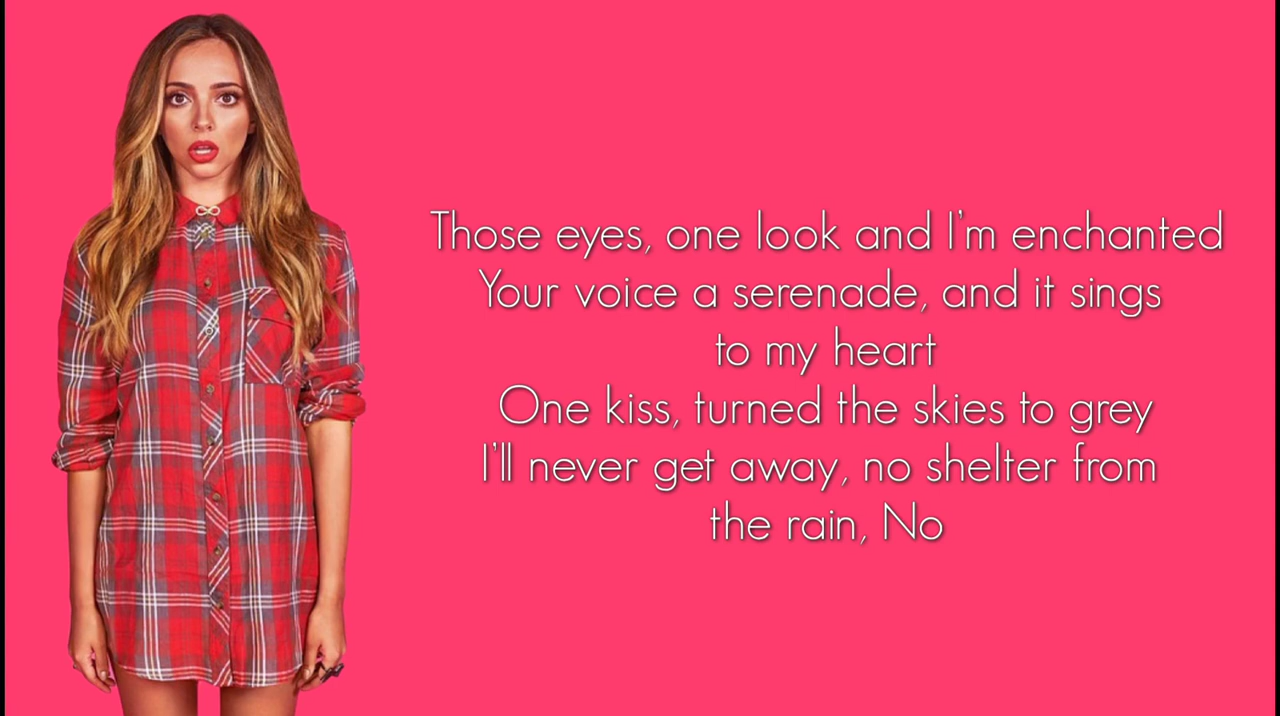 Those eyes, one look and I'm enchanted
Your voice a serenade, and it sings
to my heart
One kiss, turned the skies to grey
I'll never get away, no shelter from
the rain, No